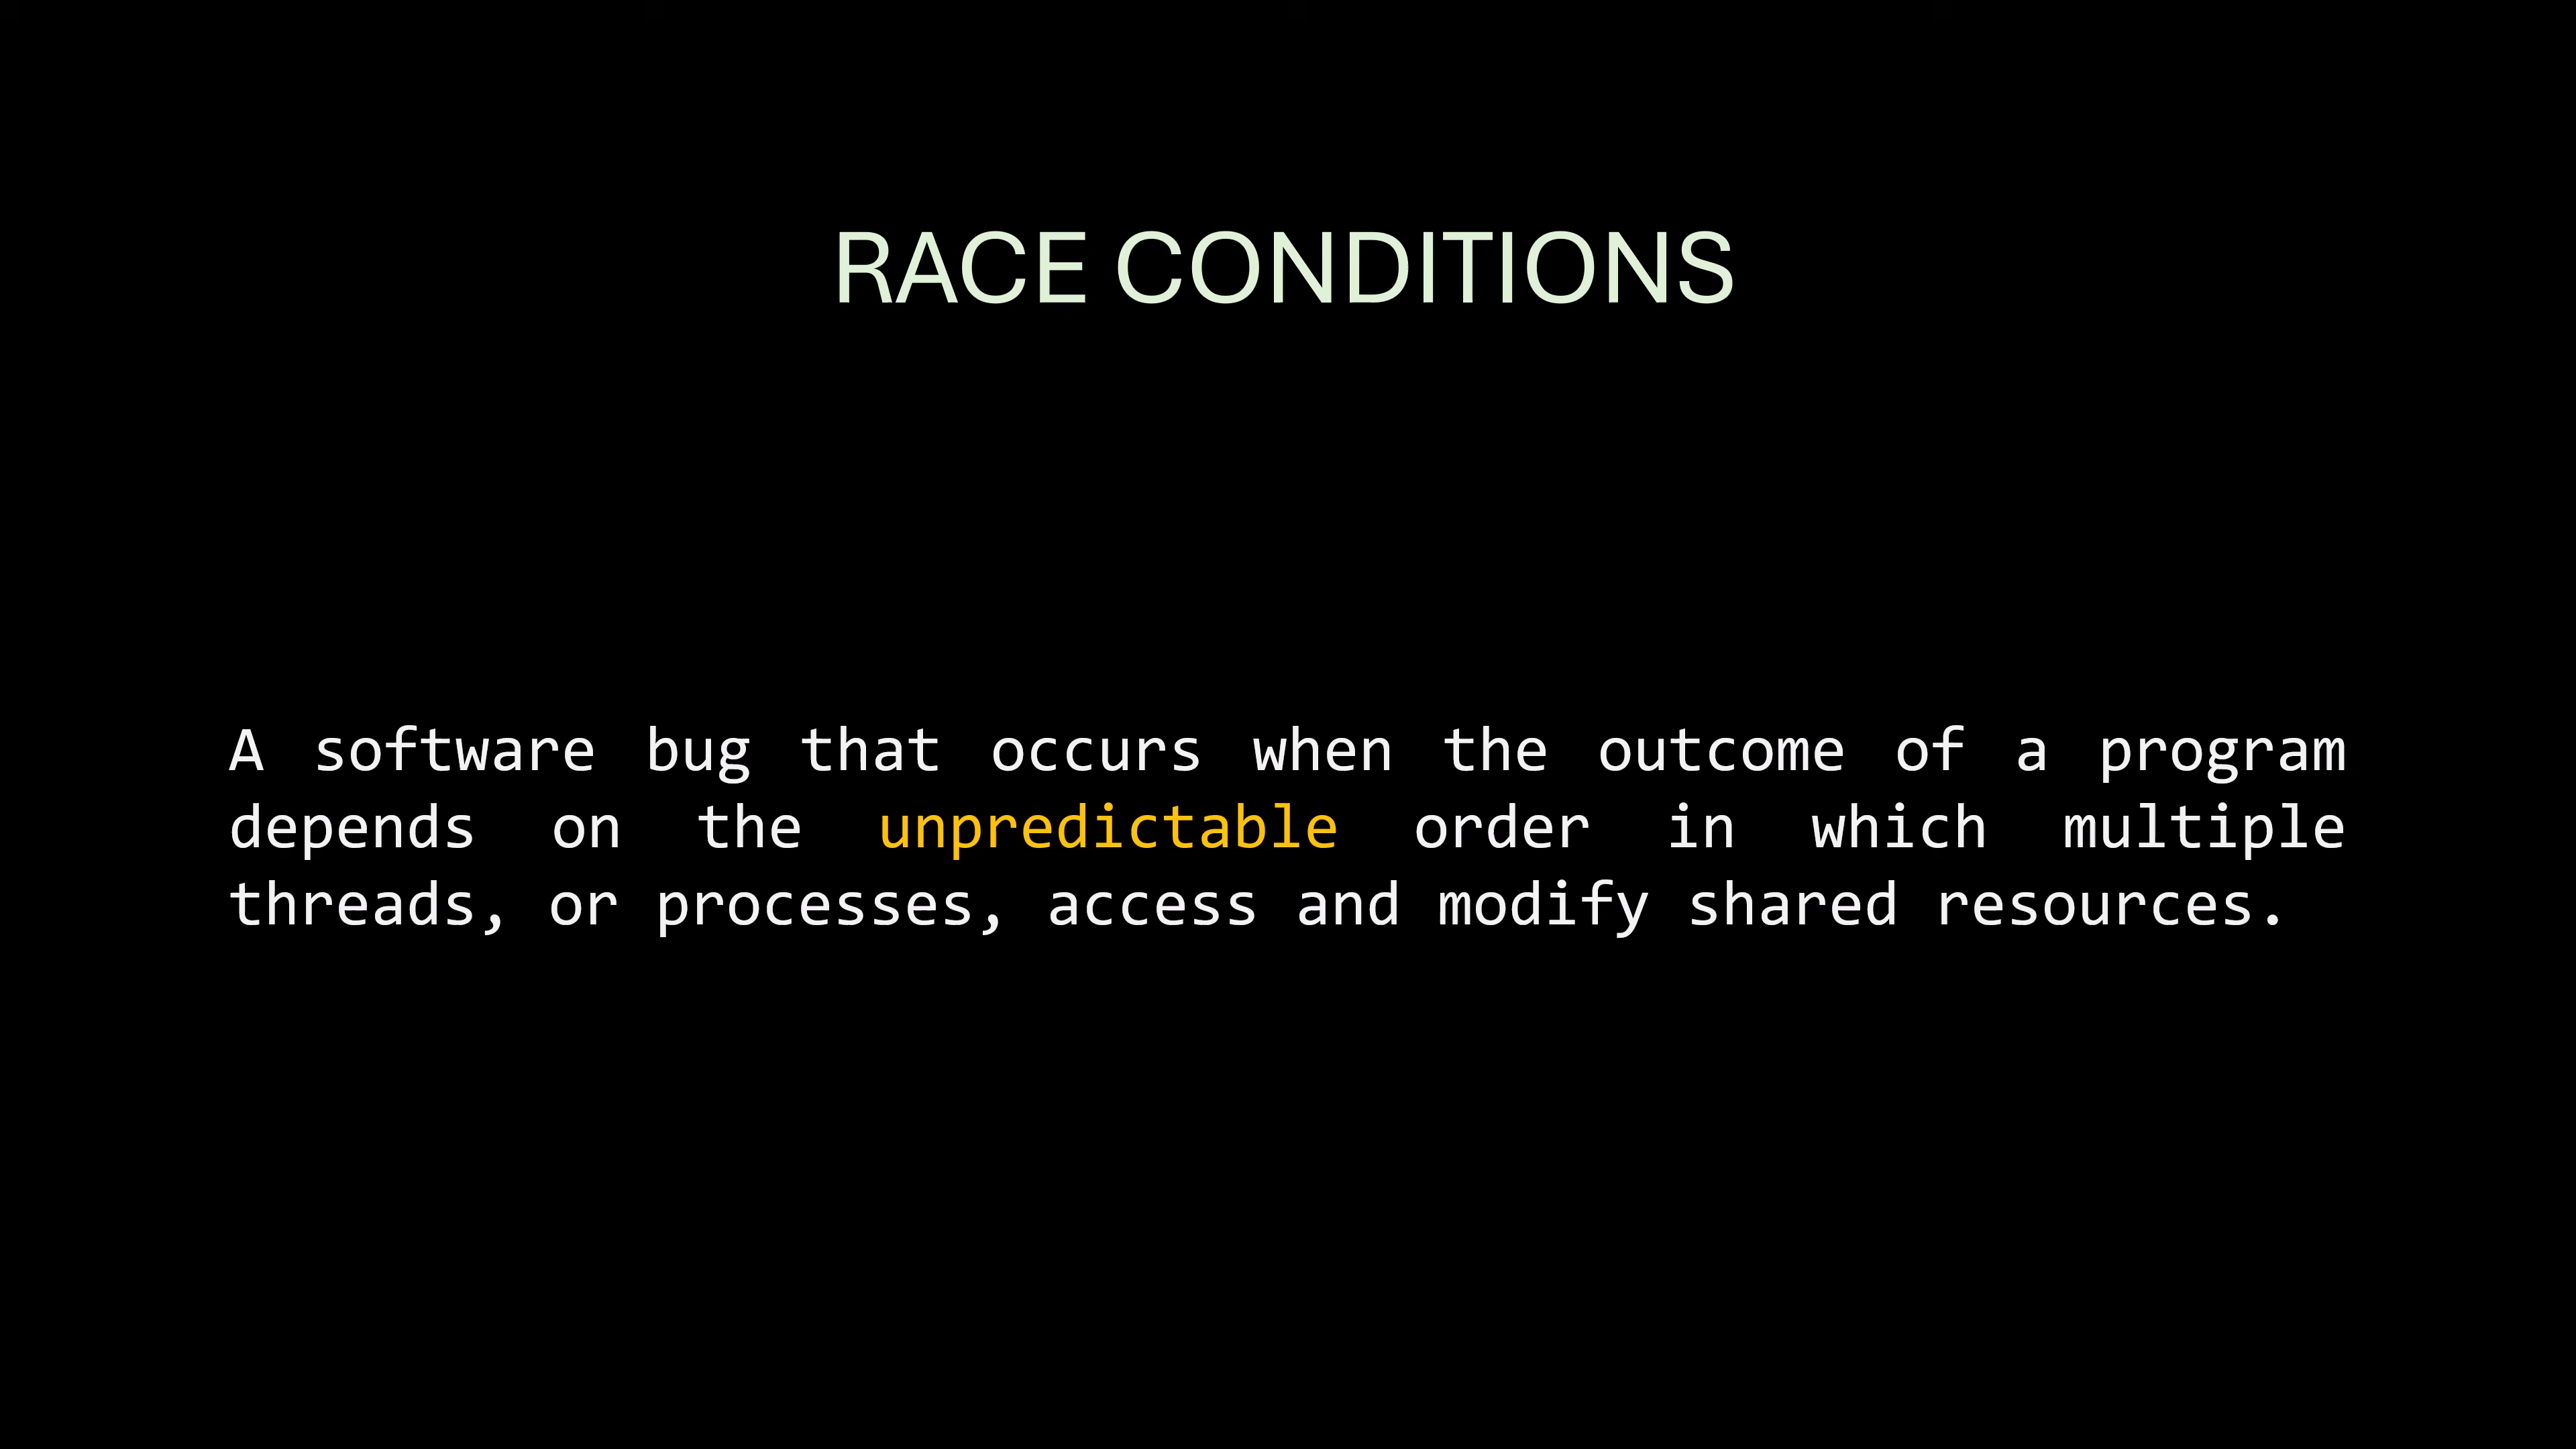 RACE CONDITIONS
A software bug that occurs when the outcome of a program
depends on the unpredictable order in which multiple
threads, or processes, access and modify shared resources.